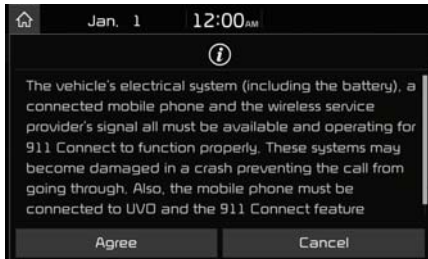 Jan. 1 12:00AM
The vehicle's electrical system (including the battery), a
connected mobile phone and the wireless service
provider's signal all must be available and operating for
911 Connect to function properly. These systems may
become damaged in a crash preventing the call from
going through. Also, the mobile phone must be
connected to UVO and the 911 Connect feature
Agree Cancel